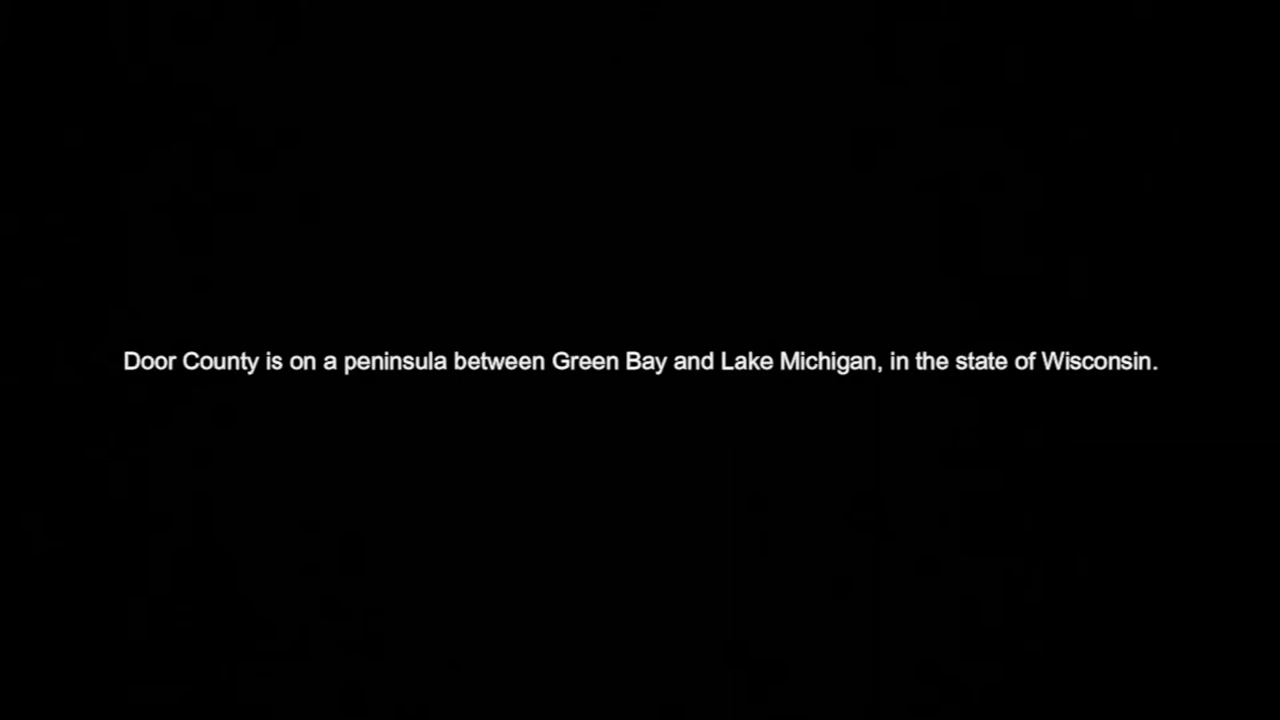 Door County is on a peninsula between Green Bay and Lake Michigan, in the state of Wisconsin.